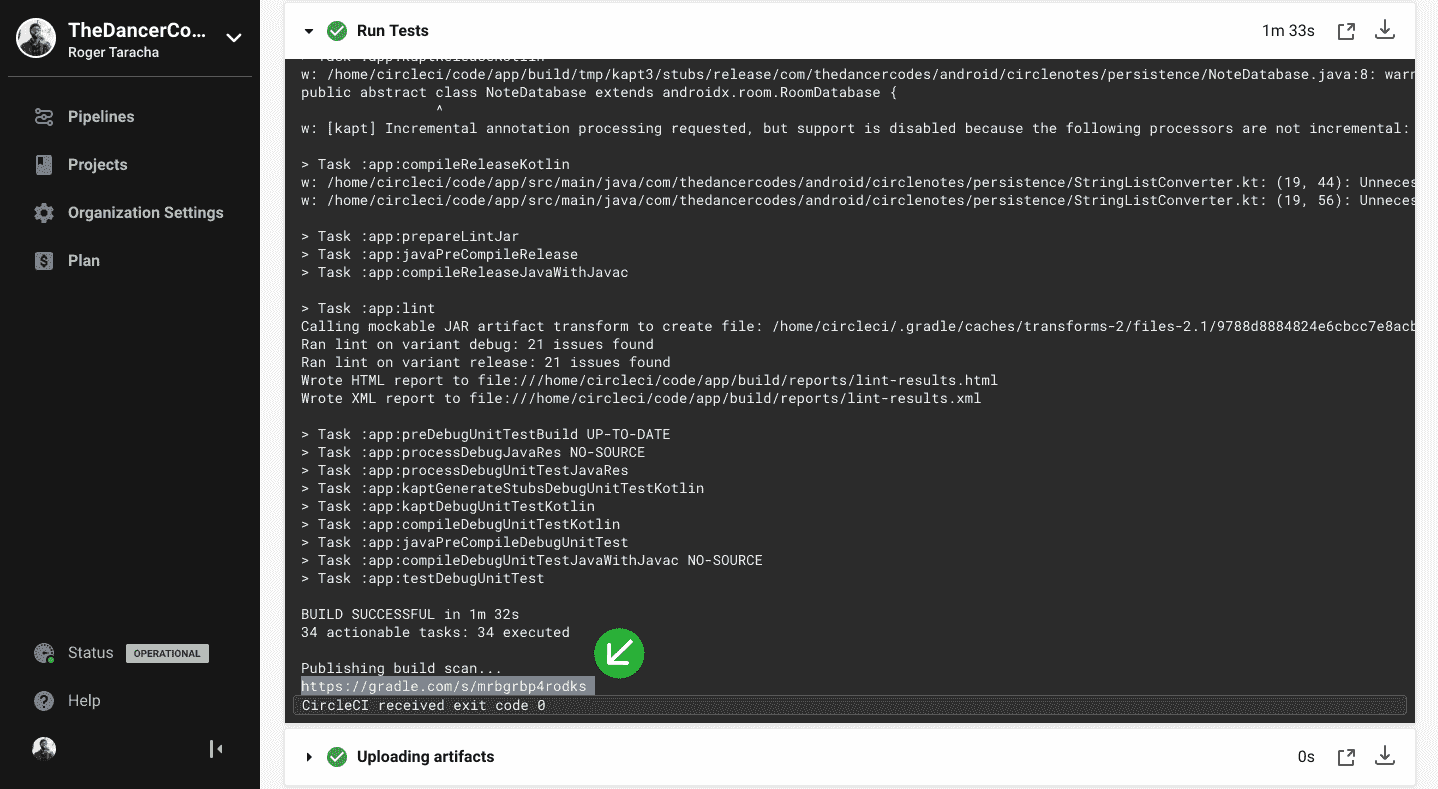 TheDancerCo...
Roger Taracha
Pipelines
Projects
Organization Settings
Plan
Status OPERATIONAL
Help
Run Tests 1m 33s
> Task :app:kaptReleaseKotlin
w: /home/circleci/code/app/build/tmp/kapt3/stubs/release/com/thedancercodes/android/circlenotes/persistence/NoteDatabase.java:8: warn
public abstract class NoteDatabase extends androidx.room.RoomDatabase {
^
w: [kapt] Incremental annotation processing requested, but support is disabled because the following processors are not incremental:
> Task :app:compileReleaseKotlin
w: /home/circleci/code/app/src/main/java/com/thedancercodes/android/circlenotes/persistence/StringListConverter.kt: (19, 44): Unneces
w: /home/circleci/code/app/src/main/java/com/thedancercodes/android/circlenotes/persistence/StringListConverter.kt: (19, 56): Unneces
> Task :app:prepareLintJar
> Task :app:javaPreCompileRelease
> Task :app:compileReleaseJavaWithJavac
> Task :app:lint
Calling mockable JAR artifact transform to create file: /home/circleci/.gradle/caches/transforms-2/files-2.1/9788d8884824e6cbcc7e8acb
Ran lint on variant debug: 21 issues found
Ran lint on variant release: 21 issues found
Wrote HTML report to file:///home/circleci/code/app/build/reports/lint-results.html
Wrote XML report to file:///home/circleci/code/app/build/reports/lint-results.xml
> Task :app:preDebugUnitTestBuild UP-TO-DATE
> Task :app:processDebugJavaRes NO-SOURCE
> Task :app:processDebugUnitTestJavaRes
> Task :app:kaptGenerateStubsDebugUnitTestKotlin
> Task :app:kaptDebugUnitTestKotlin
> Task :app:compileDebugUnitTestKotlin
> Task :app:javaPreCompileDebugUnitTest
> Task :app:compileDebugUnitTestJavaWithJavac NO-SOURCE
> Task :app:testDebugUnitTest
BUILD SUCCESSFUL in 1m 32s
34 actionable tasks: 34 executed
Publishing build scan...
https://gradle.com/s/mrbgrbp4rodks
CircleCI received exit code 0
Uploading artifacts 0s